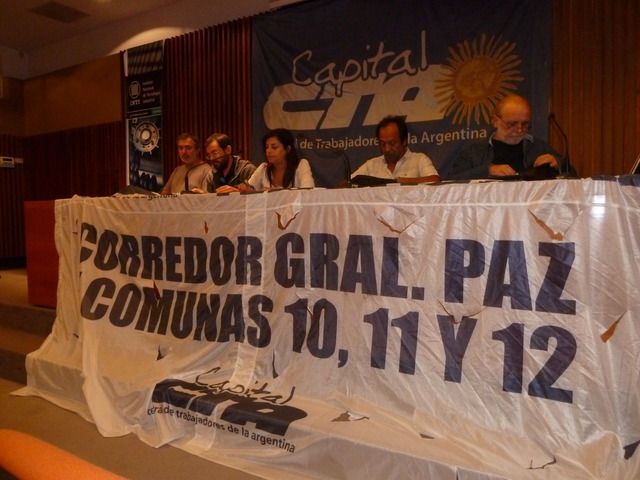 Capital
CTA
l de Trabajadores de la Argentina
CORREDOR GRAL. PAZ
COMUNAS 10, 11 Y 12
Capital
CTA
central de trabajadores de la argentina